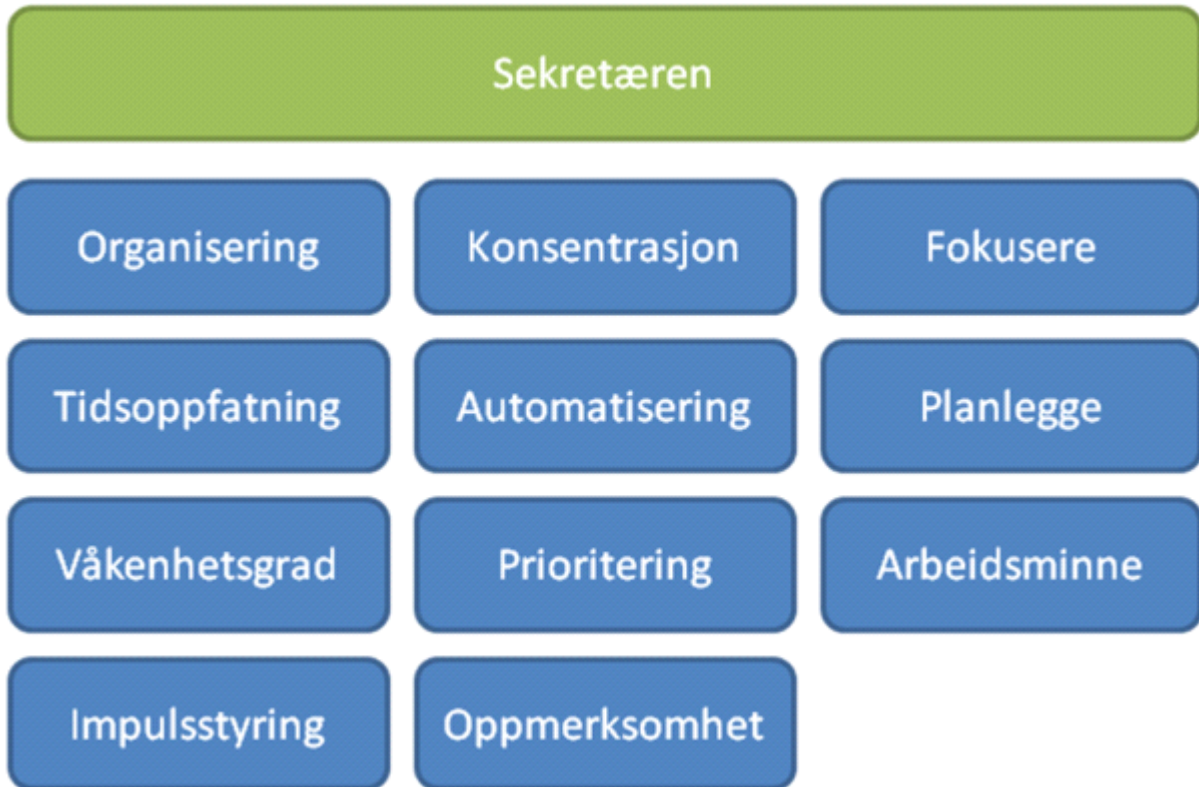 Sekretæren
Organisering
Konsentrasjon
Fokusere
Tidsoppfatning
Automatisering
Planlegge
Våkenhetsgrad
Prioritering
Arbeidsminne
Impulsstyring
Oppmerksomhet